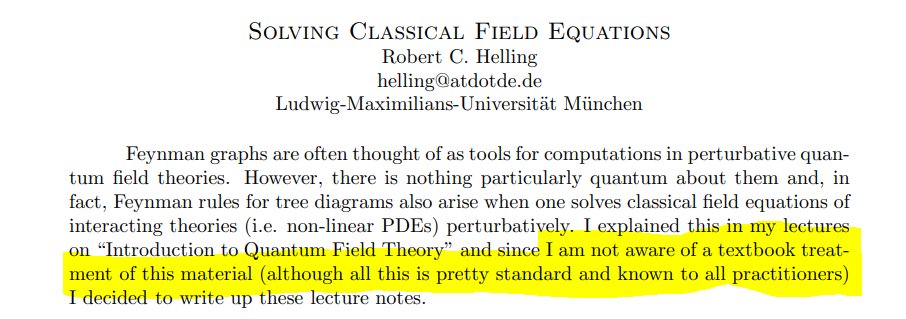 SOLVING CLASSICAL FIELD EQUATIONS
Robert C. Helling
helling@atdotde.de
Ludwig-Maximilians-Universität München
Feynman graphs are often thought of as tools for computations in perturbative quan-
tum field theories. However, there is nothing particularly quantum about them and, in
fact, Feynman rules for tree diagrams also arise when one solves classical field equations of
interacting theories (i.e. non-linear PDEs) perturbatively. I explained this in my lectures
on “Introduction to Quantum Field Theory” and since I am not aware of a textbook treat-
ment of this material (although all this is pretty standard and known to all practitioners)
I decided to write up these lecture notes.